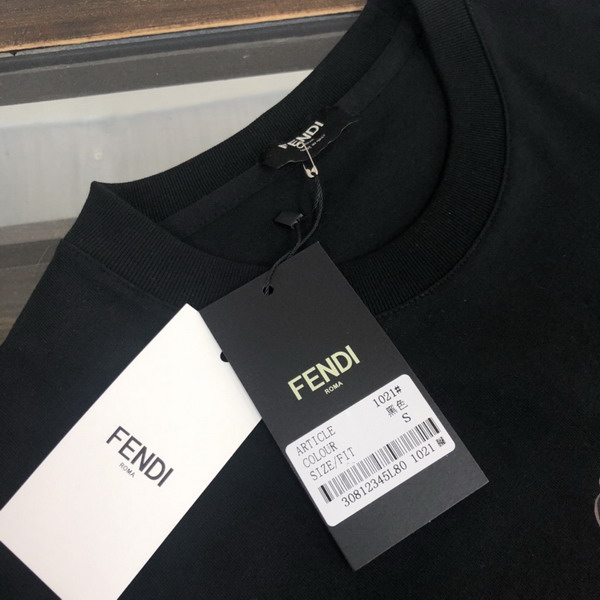 FENDI
FENDI
ROMA
ARTICLE 1021#
COLOUR 黑色
SIZE/FIT S
30812345L80 1021
FENDI
ROMA